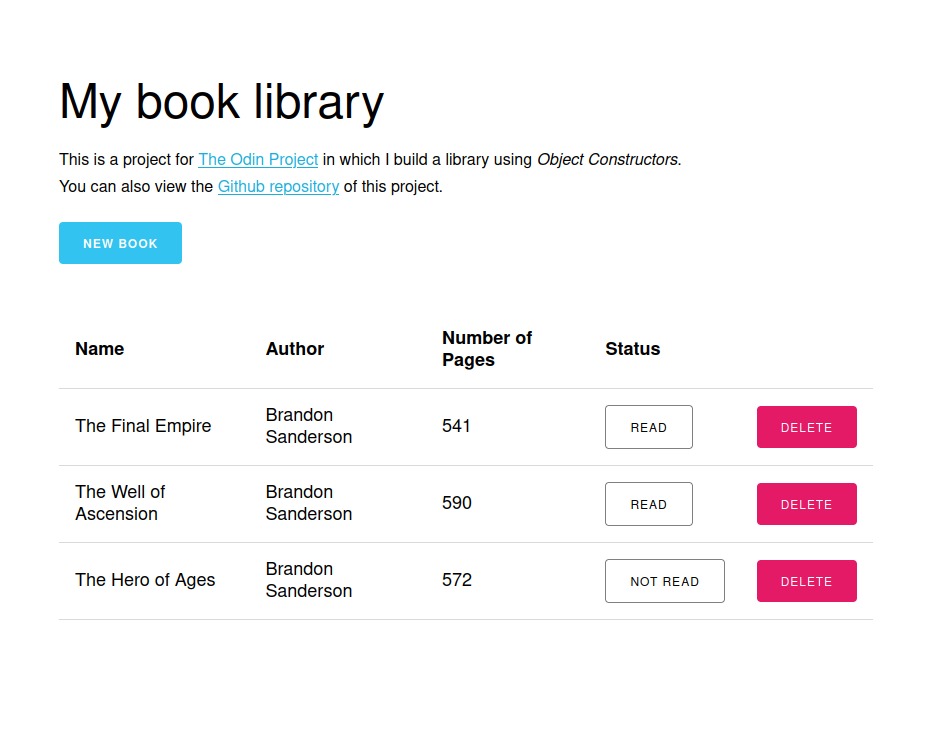 My book library
This is a project for The Odin Project in which I build a library using Object Constructors.
You can also view the Github repository of this project.
NEW BOOK
Name Author Number of Pages Status
The Final Empire Brandon Sanderson 541 READ DELETE
The Well of Ascension Brandon Sanderson 590 READ DELETE
The Hero of Ages Brandon Sanderson 572 NOT READ DELETE